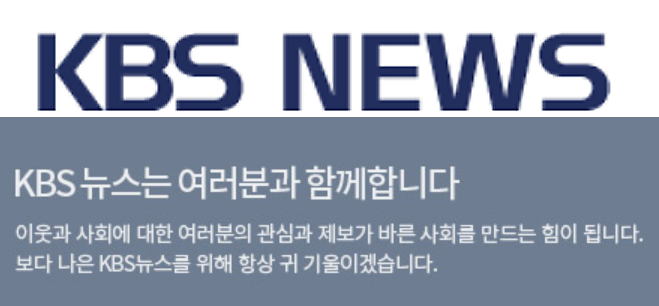 KBS NEWS
KBS 뉴스는 여러분과 함께합니다
이웃과 사회에 대한 여러분의 관심과 제보가 바른 사회를 만드는 힘이 됩니다.
보다 나은 KBS뉴스를 위해 항상 귀 기울이겠습니다.